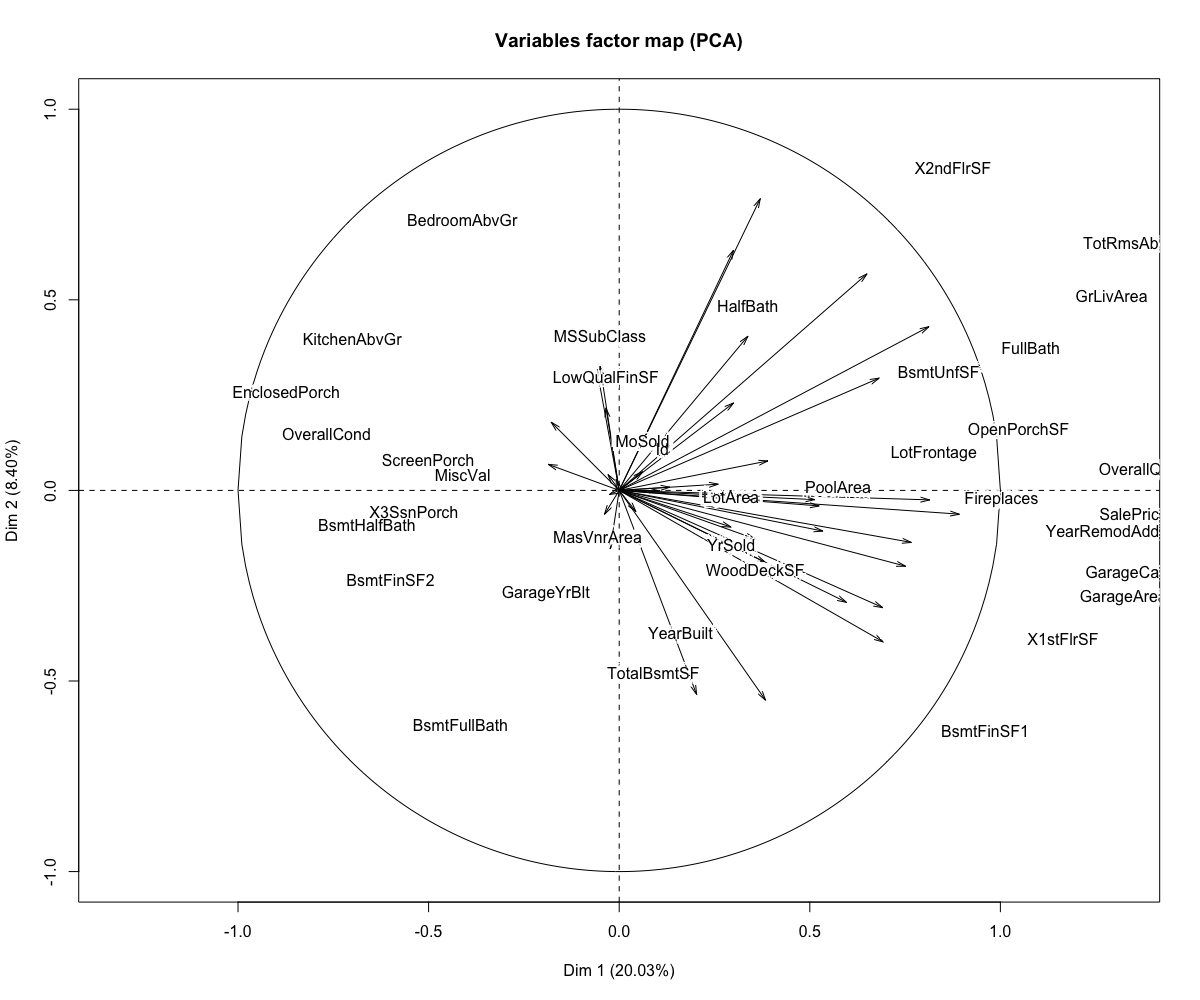 Variables factor map (PCA)
1.0
X2ndFlrSF
BedroomAbvGr
TotRmsAb
GrLivArea
0.5
HalfBath
MSSubClass
KitchenAbvGr
FullBath
BsmtUnfSF
LowQualFinSF
EnclosedPorch
OpenPorchSF
OverallCond
MoSold
Id
LotFrontage
ScreenPorch
OverallQ
MiscVal
0.0
PoolArea
LotArea
Fireplaces
X3SsnPorch
SalePric
BsmtHalfBath
YearRemodAdd
MasVnrArea
YrSold
WoodDeckSF
GarageCa
BsmtFinSF2
GarageYrBlt
GarageArea
YearBuilt
X1stFlrSF
TotalBsmtSF
-0.5
BsmtFullBath
BsmtFinSF1
-1.0
Dim 2 (8.40%)
-1.0 -0.5 0.0 0.5 1.0
Dim 1 (20.03%)